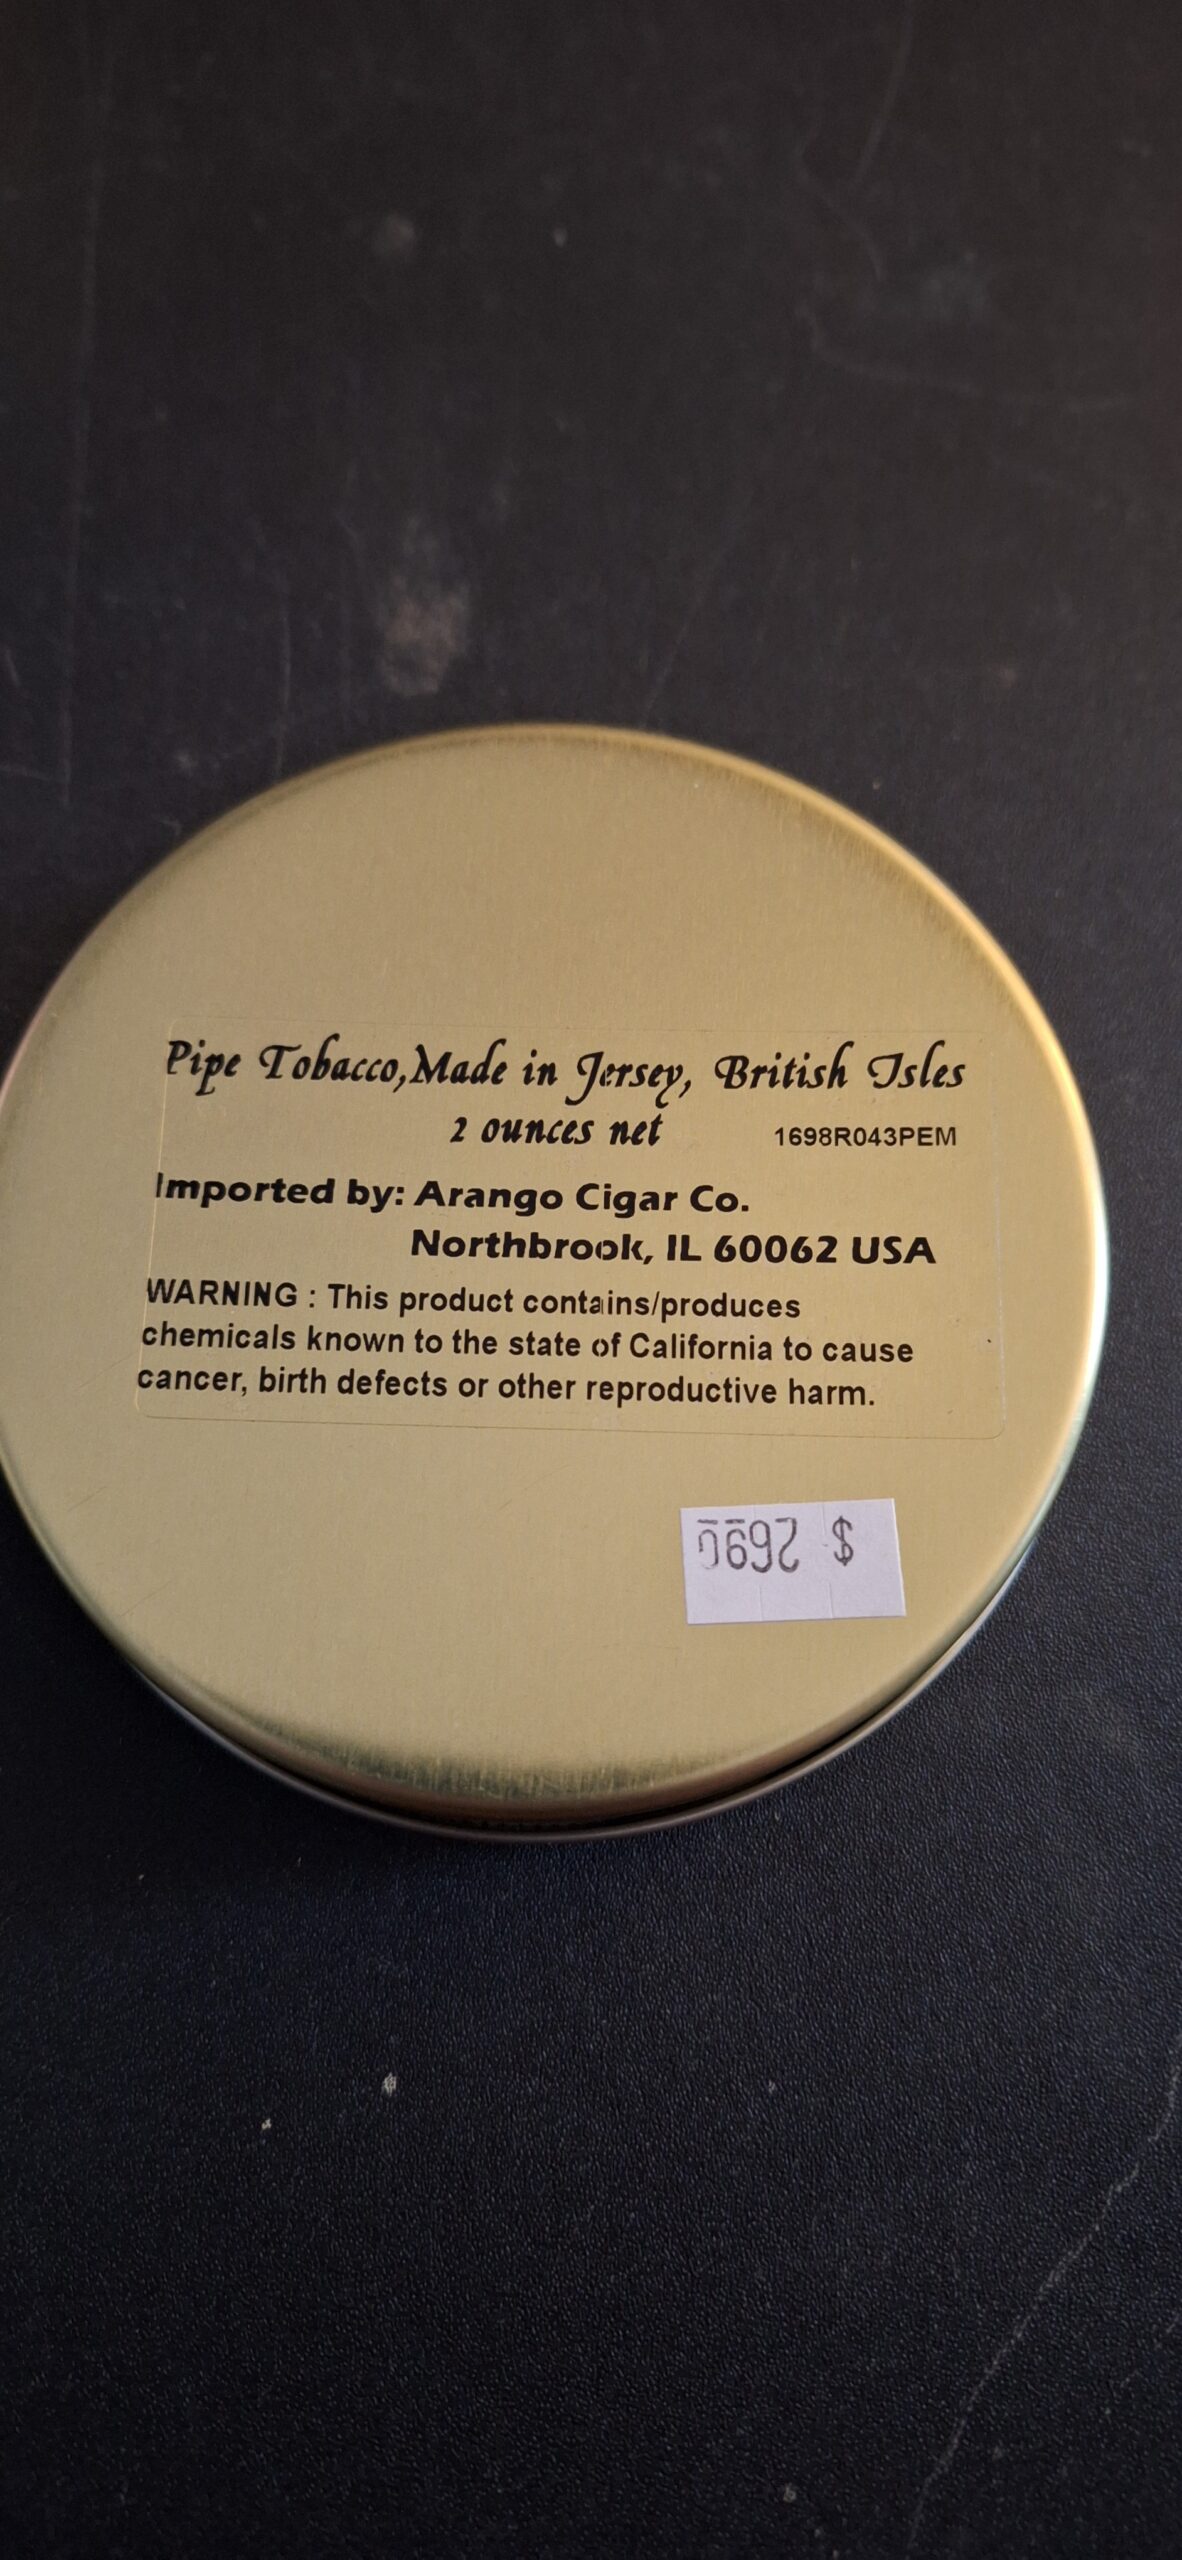 Pipe Tobacco,Made in Jersey, British Isles
2 ounces net 1698R043PEM
Imported by: Arango Cigar Co.
Northbrook, IL 60062 USA
WARNING : This product contains/produces
chemicals known to the state of California to cause
cancer, birth defects or other reproductive harm.
$ 2690